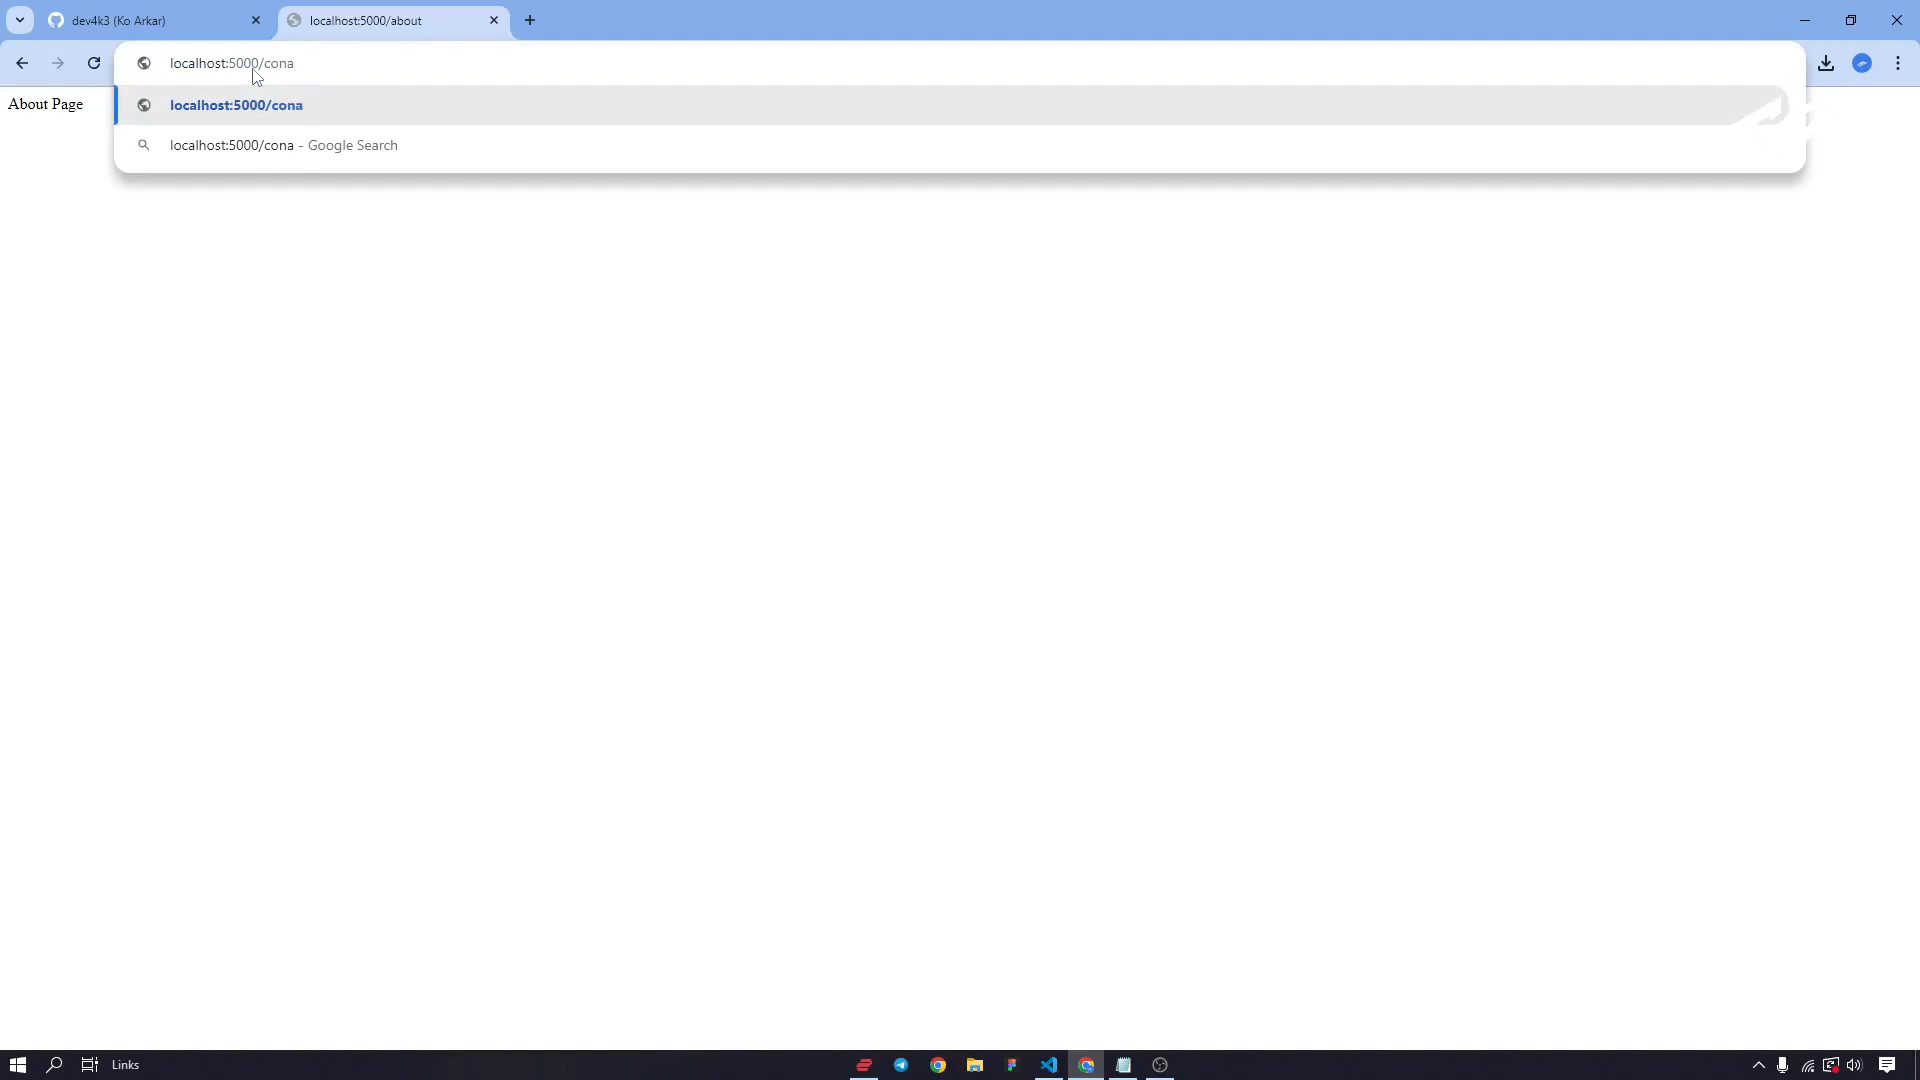 dev4k3 (Ko Arkar)
localhost:5000/about
localhost:5000/cona
About Page
localhost:5000/cona
localhost:5000/cona - Google Search
Links